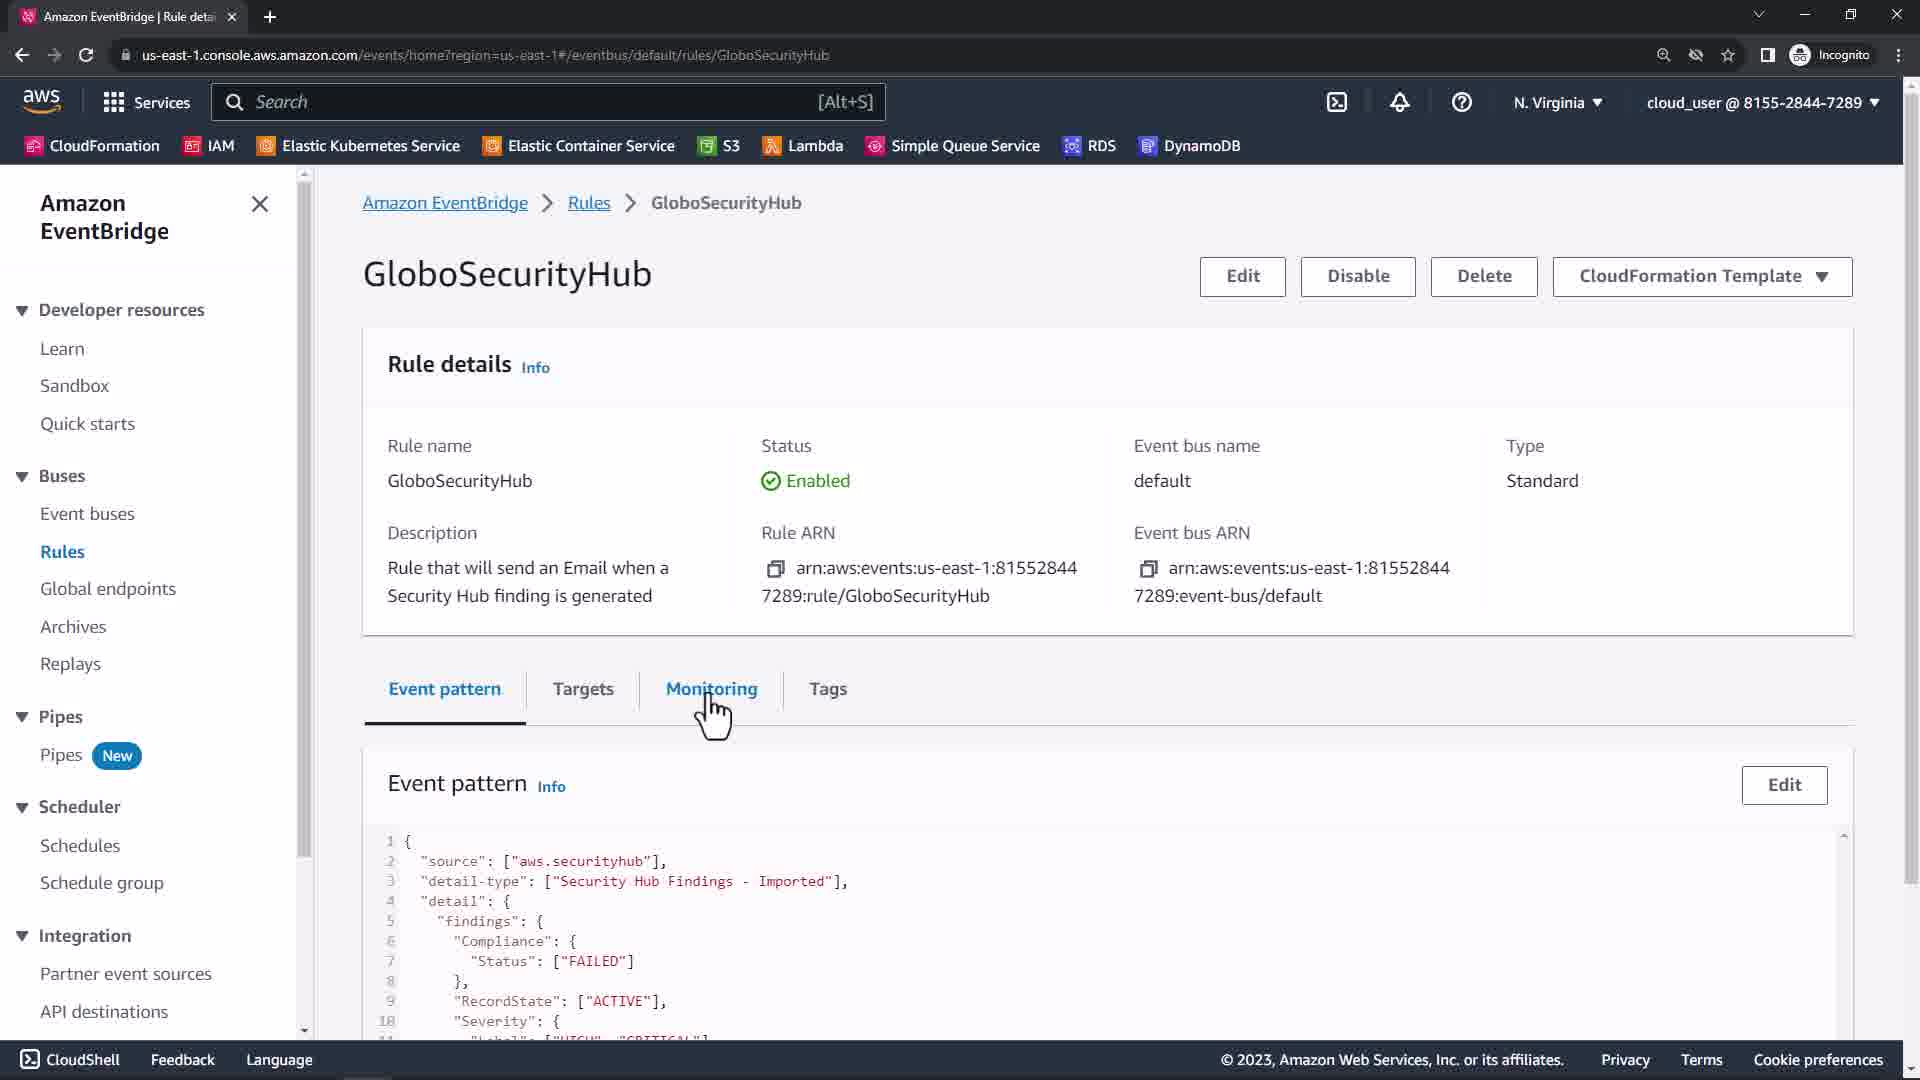 Amazon EventBridge | Rule detai
us-east-1.console.aws.amazon.com/events/home?region=us-east-1#/eventbus/default/rules/GloboSecurityHub
Incognito
aws
Services
Search
[Alt+S]
N. Virginia
cloud_user @ 8155-2844-7289
CloudFormation
IAM
Elastic Kubernetes Service
Elastic Container Service
S3
Lambda
Simple Queue Service
RDS
DynamoDB
Amazon
EventBridge
Developer resources
Learn
Sandbox
Quick starts
Buses
Event buses
Rules
Global endpoints
Archives
Replays
Pipes
Pipes New
Scheduler
Schedules
Schedule group
Integration
Partner event sources
API destinations
Amazon EventBridge > Rules > GloboSecurityHub
GloboSecurityHub
Edit
Disable
Delete
CloudFormation Template
Rule details Info
Rule name
GloboSecurityHub
Status
Enabled
Event bus name
default
Type
Standard
Description
Rule that will send an Email when a
Security Hub finding is generated
Rule ARN
arn:aws:events:us-east-1:81552844
7289:rule/GloboSecurityHub
Event bus ARN
arn:aws:events:us-east-1:81552844
7289:event-bus/default
Event pattern
Targets
Monitoring
Tags
Event pattern Info
Edit
1 {
2 "source": ["aws.securityhub"],
3 "detail-type": ["Security Hub Findings - Imported"],
4 "detail": {
5 "findings": {
6 "Compliance": {
7 "Status": ["FAILED"]
8 },
9 "RecordState": ["ACTIVE"],
10 "Severity": {
11 "Label": ["HIGH", "CRITICAL"]
CloudShell
Feedback
Language
© 2023, Amazon Web Services, Inc. or its affiliates.
Privacy
Terms
Cookie preferences